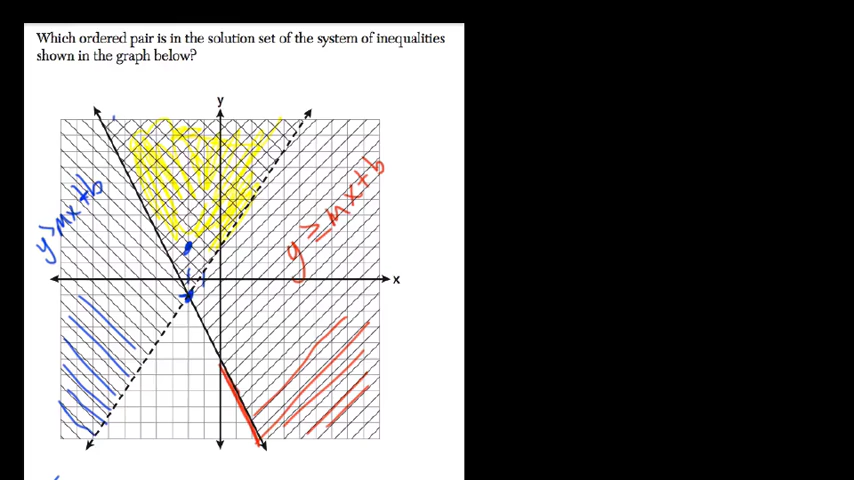 Which ordered pair is in the solution set of the system of inequalities
shown in the graph below?
y
y>mx+b
y≥mx+b
x